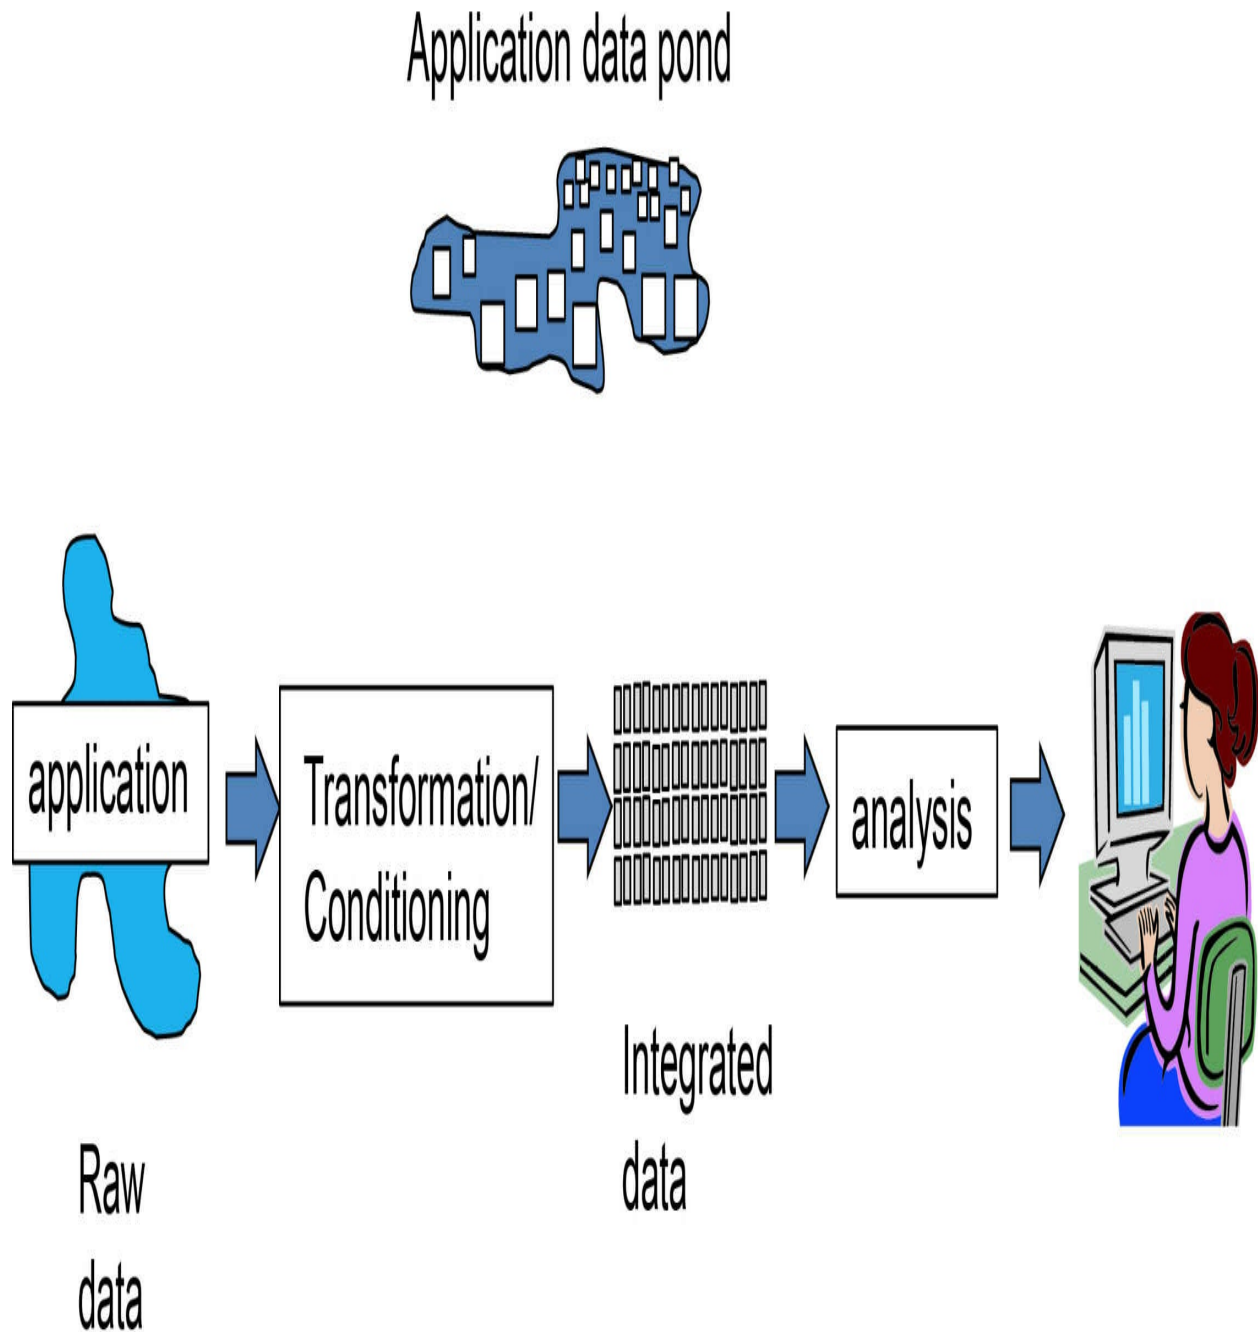 Application data pond
application
Transformation/
Conditioning
analysis
Integrated
data
Raw
data